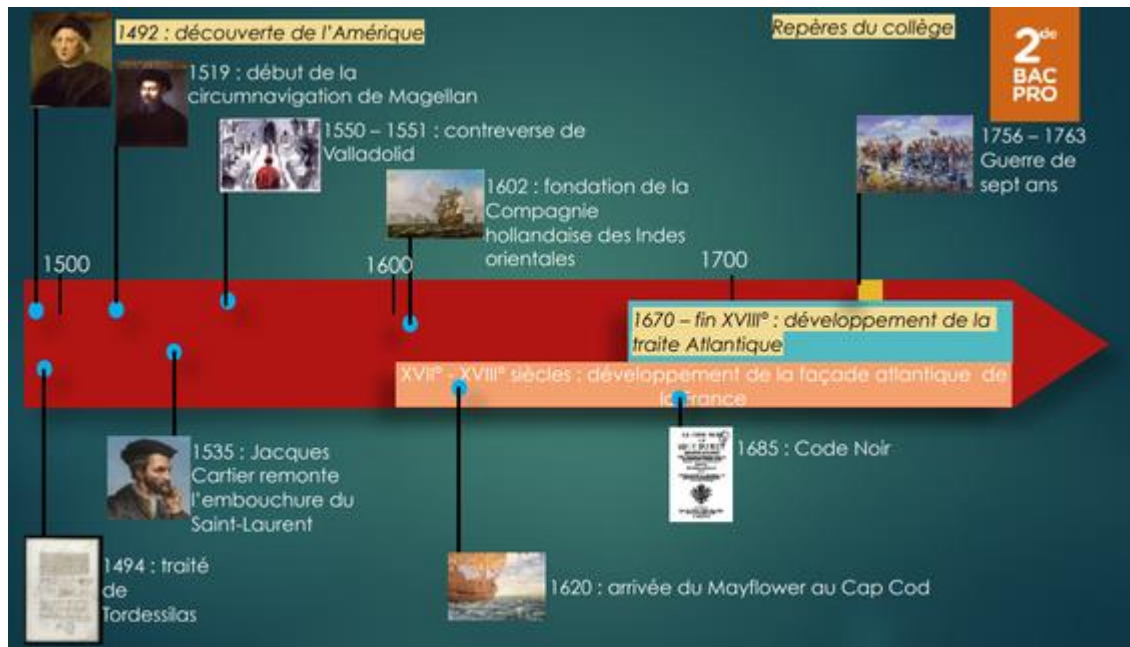 1492 : découverte de l'Amérique
Repères du collège
2de
BAC
PRO
1519 : début de la
circumnavigation de Magellan
1550 – 1551 : contreverse de
Valladolid
1756 – 1763
Guerre de
sept ans
1602 : fondation de la
Compagnie
hollandaise des Indes
orientales
1500
1600
1700
1670 – fin XVIII° : développement de la
traite Atlantique
XVII° - XVIII° siècles : développement de la façade atlantique de
la France
1535 : Jacques
Cartier remonte
l'embouchure du
Saint-Laurent
1685 : Code Noir
1494 : traité
de
Tordessilas
1620 : arrivée du Mayflower au Cap Cod